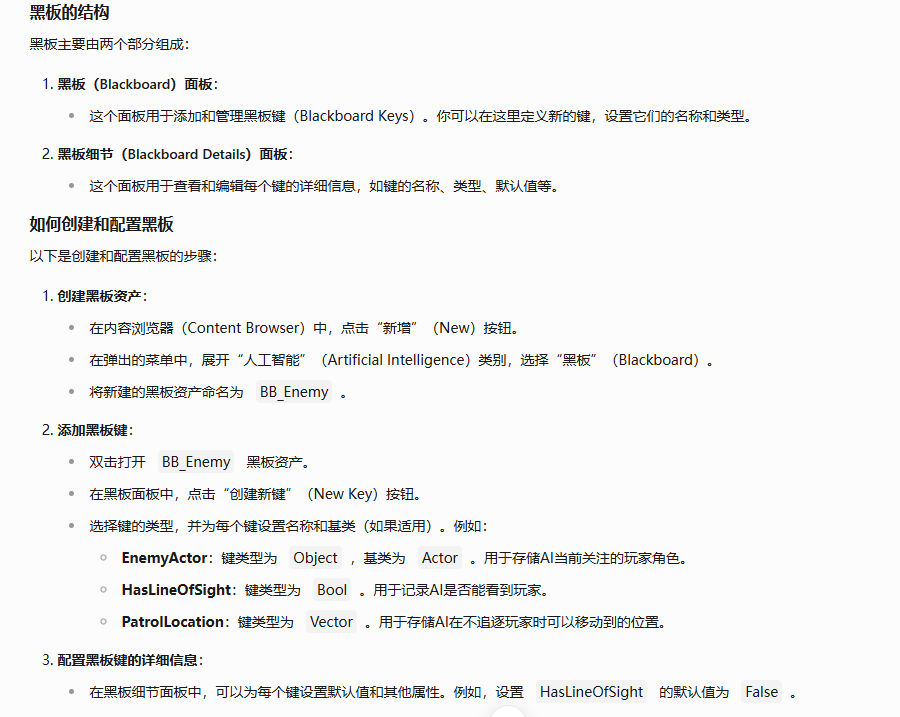 黑板的结构
黑板主要由两个部分组成：
1. 黑板（Blackboard）面板：
这个面板用于添加和管理黑板键（Blackboard Keys）。你可以在这里定义新的键，设置它们的名称和类型。
2. 黑板细节（Blackboard Details）面板：
这个面板用于查看和编辑每个键的详细信息，如键的名称、类型、默认值等。
如何创建和配置黑板
以下是创建和配置黑板的步骤：
1. 创建黑板资产：
在内容浏览器（Content Browser）中，点击“新增”（New）按钮。
在弹出的菜单中，展开“人工智能”（Artificial Intelligence）类别，选择“黑板”（Blackboard）。
将新建的黑板资产命名为 BB_Enemy 。
2. 添加黑板键：
双击打开 BB_Enemy 黑板资产。
在黑板面板中，点击“创建新键”（New Key）按钮。
选择键的类型，并为每个键设置名称和基类（如果适用）。例如：
EnemyActor：键类型为 Object ，基类为 Actor 。用于存储AI当前关注的玩家角色。
HasLineOfSight：键类型为 Bool 。用于记录AI是否能看到玩家。
PatrolLocation：键类型为 Vector 。用于存储AI在不追逐玩家时可以移动到的位置。
3. 配置黑板键的详细信息：
在黑板细节面板中，可以为每个键设置默认值和其他属性。例如，设置 HasLineOfSight 的默认值为 False 。